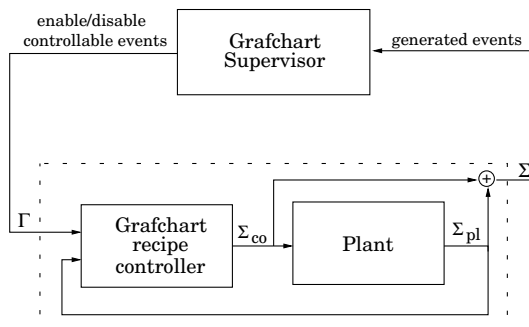 enable/disable
controllable events
Grafchart
Supervisor
generated events
Σ
Γ
Grafchart
recipe
controller
Σco
Plant
Σpl
+